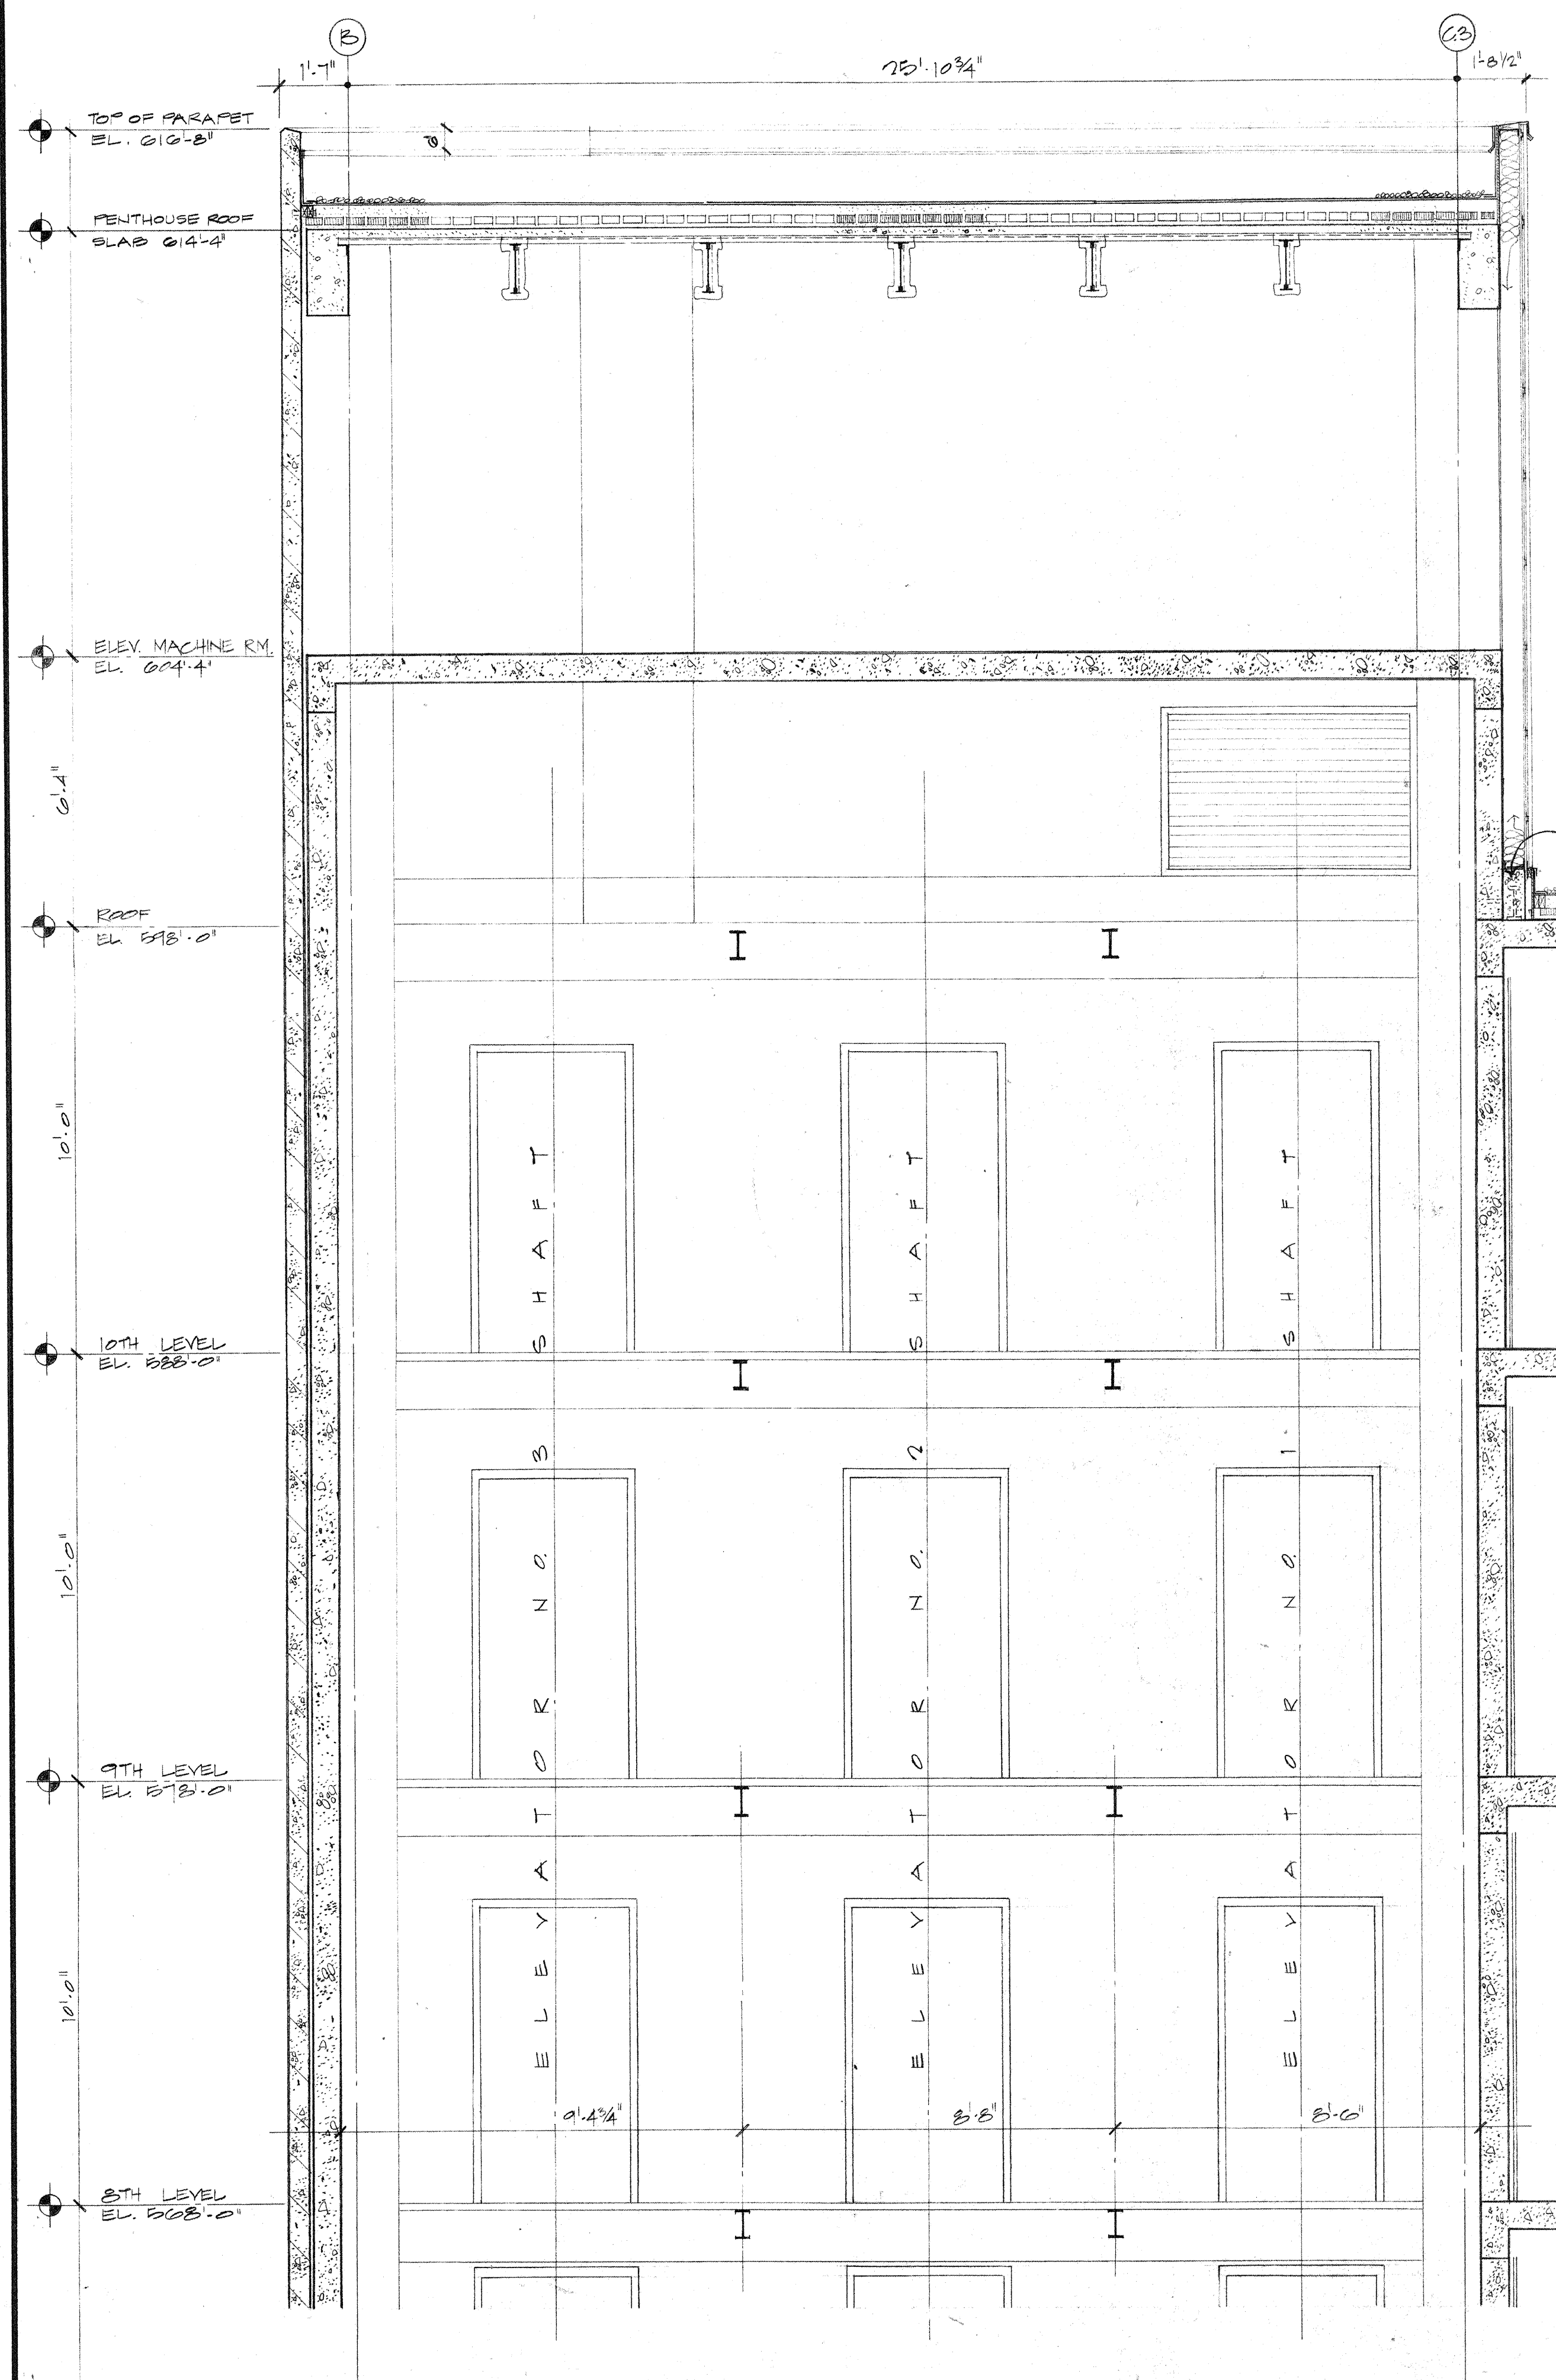 B
C.3
1'-7"
25'-10 3/4"
1'-8 1/2"
TOP OF PARAPET
EL. 616'-8"
PENTHOUSE ROOF
SLAB 614'-4"
ELEV. MACHINE RM.
EL. 604'-4"
6'-4"
ROOF
EL. 598'-0"
10'-0"
10TH LEVEL
EL. 588'-0"
10'-0"
9TH LEVEL
EL. 578'-0"
10'-0"
8TH LEVEL
EL. 568'-0"
ELEVATOR NO. 3 SHAFT
ELEVATOR NO. 2 SHAFT
ELEVATOR NO. 1 SHAFT
9'-4 3/4"
8'-8"
8'-6"